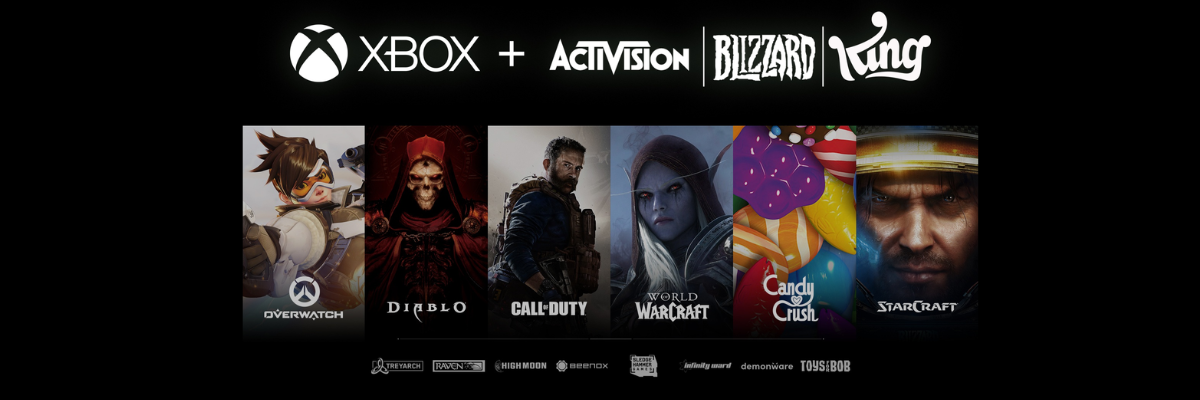 XBOX + ACTIVISION | BLIZZARD | King
OVERWATCH
DIABLO
CALL OF DUTY
WORLD
WARCRAFT
Candy
Crush
STARCRAFT
TREYARCH RAVEN HIGH MOON BEENOX SLEDGEHAMMER GAMES infinity ward demonware TOYS FOR BOB